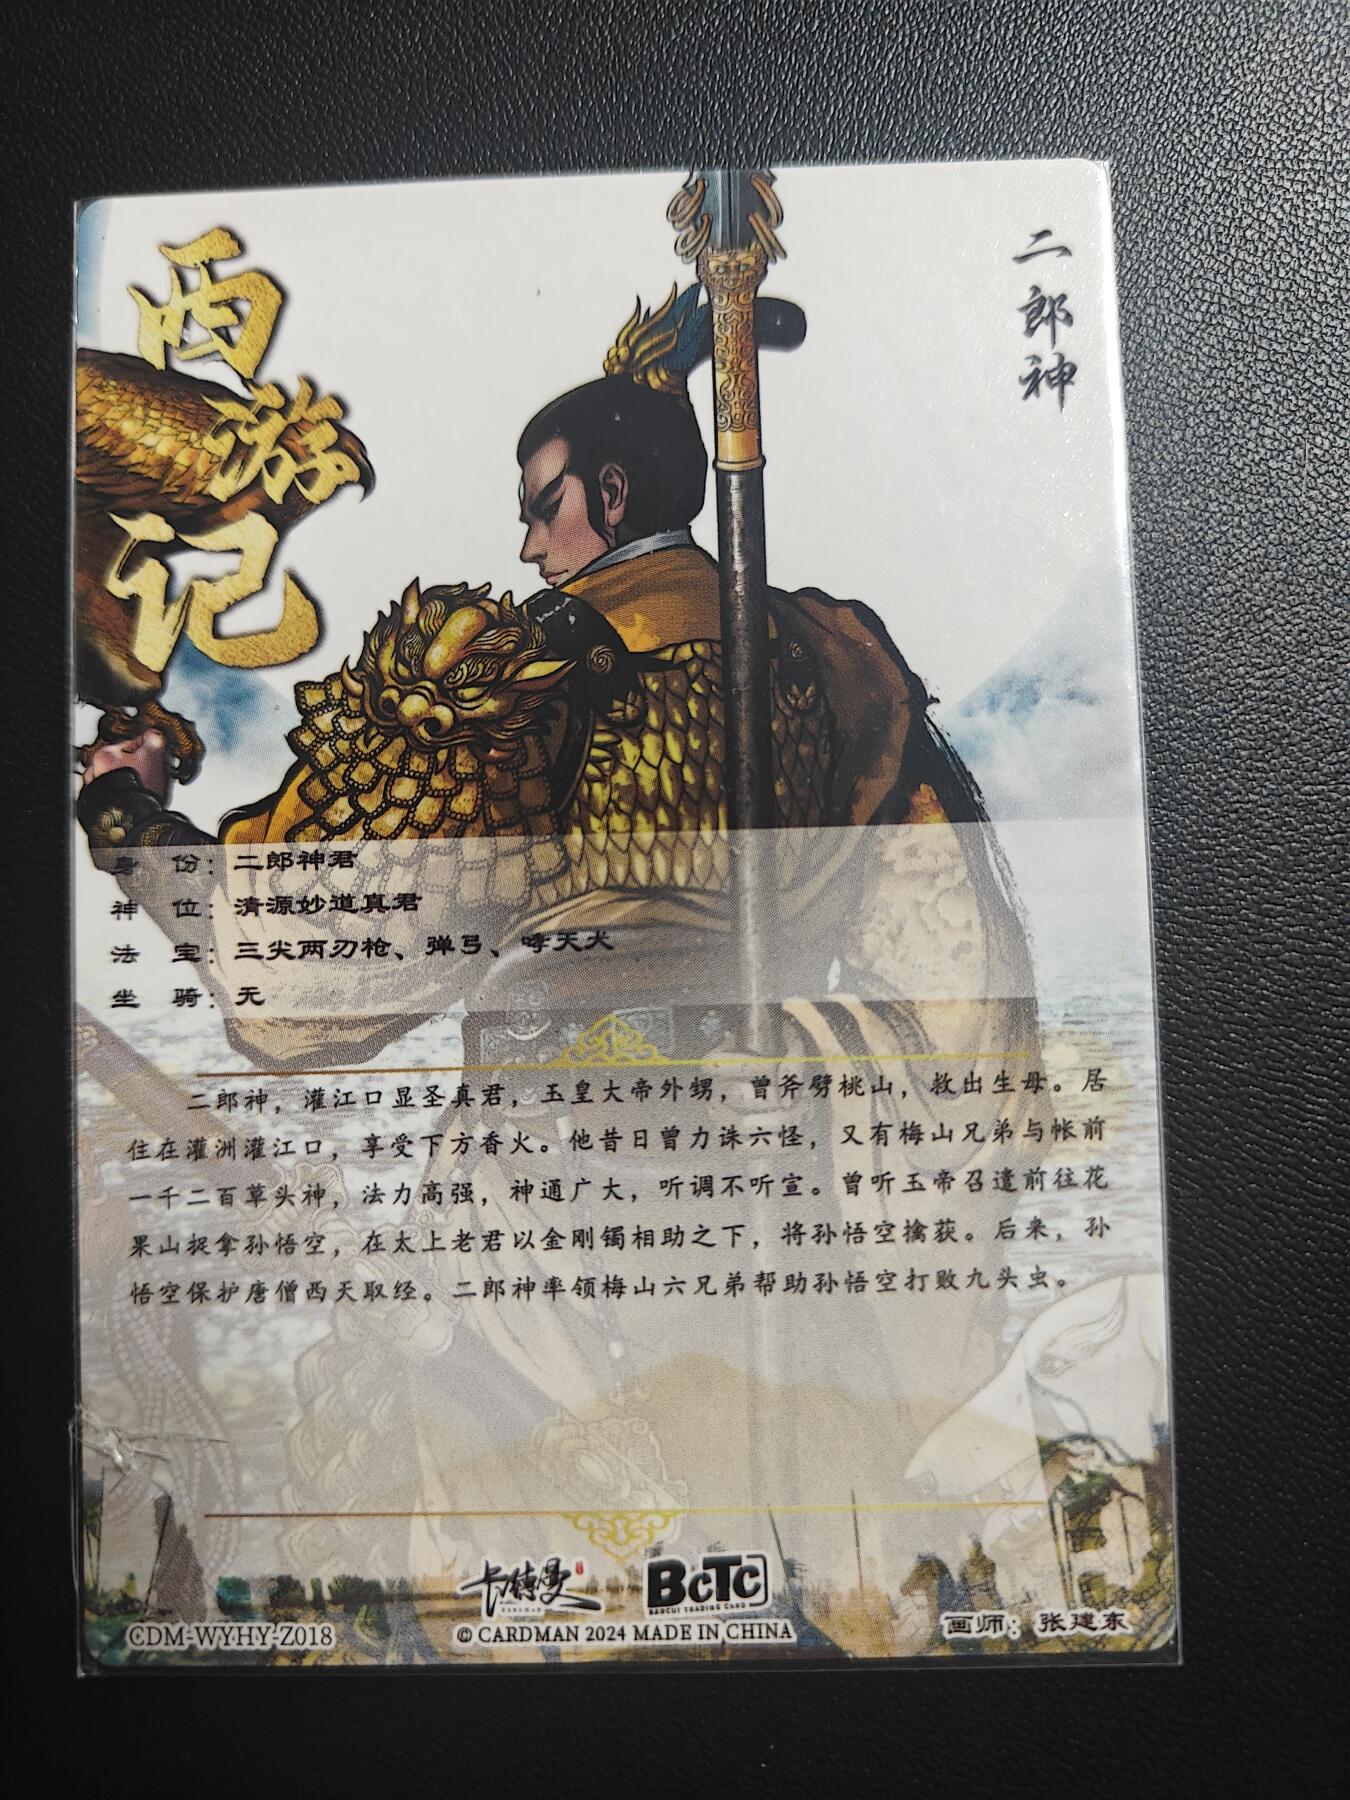 西游记
二郎神
身 份：二郎神君
神 位：清源妙道真君
法 宝：三尖两刃枪、弹弓、哮天犬
坐 骑：无
二郎神，灌江口显圣真君，玉皇大帝外甥，曾斧劈桃山，救出生母。居
住在灌洲灌江口，享受下方香火。他昔日曾力诛六怪，又有梅山兄弟与帐前
一千二百草头神，法力高强，神通广大，听调不听宣。曾听玉帝召遣前往花
果山捉拿孙悟空，在太上老君以金刚镯相助之下，将孙悟空擒获。后来，孙
悟空保护唐僧西天取经。二郎神率领梅山六兄弟帮助孙悟空打败九头虫。
卡德曼
CARDMAN
BCTC
BAOCUI TRADING CARD
CDM-WYHY-Z018
© CARDMAN 2024 MADE IN CHINA
画师：张建东